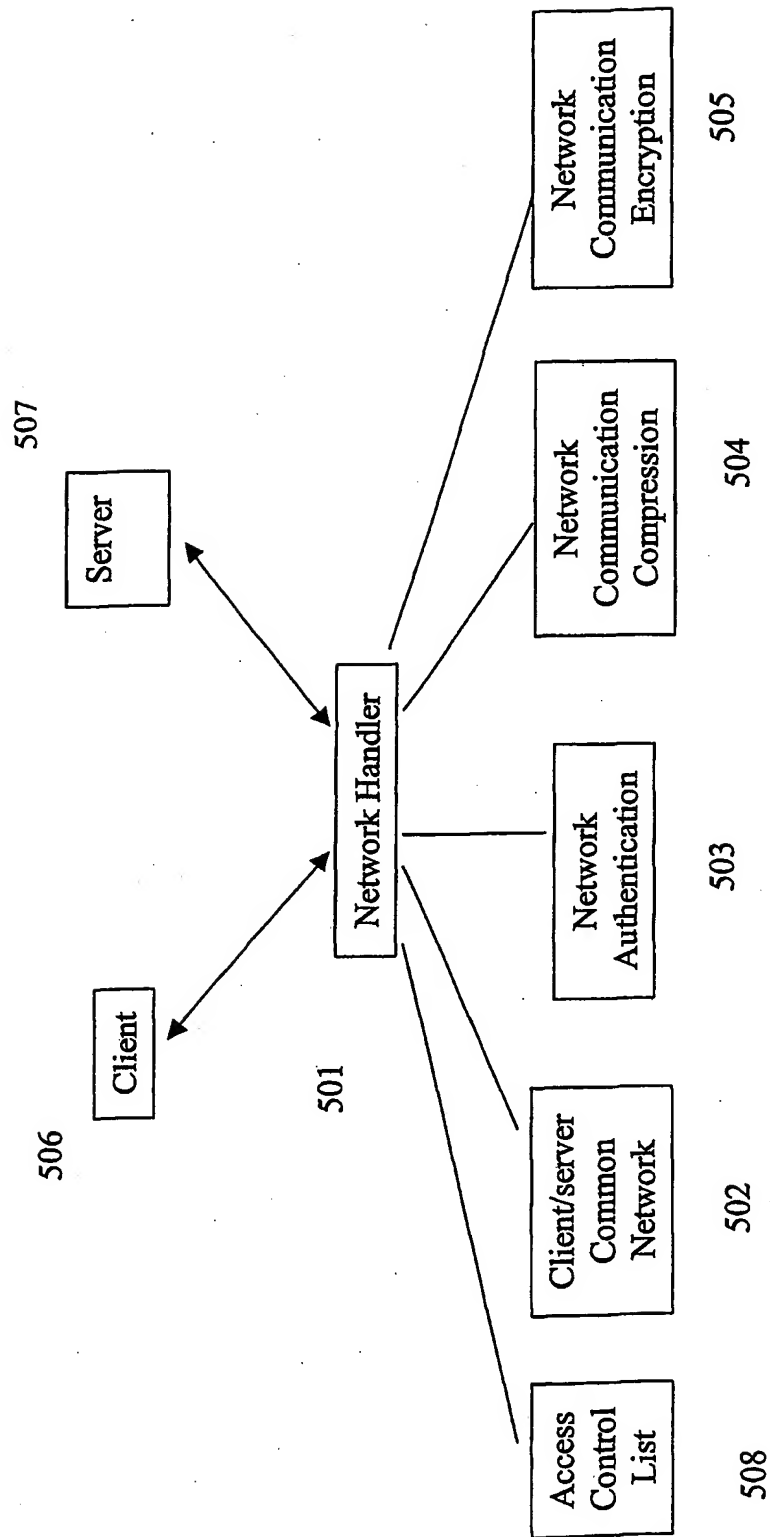 507
Server
506
Client
501
Network Handler
Access
Control
List
508
Client/server
Common
Network
502
Network
Authentication
503
Network
Communication
Compression
504
Network
Communication
Encryption
505